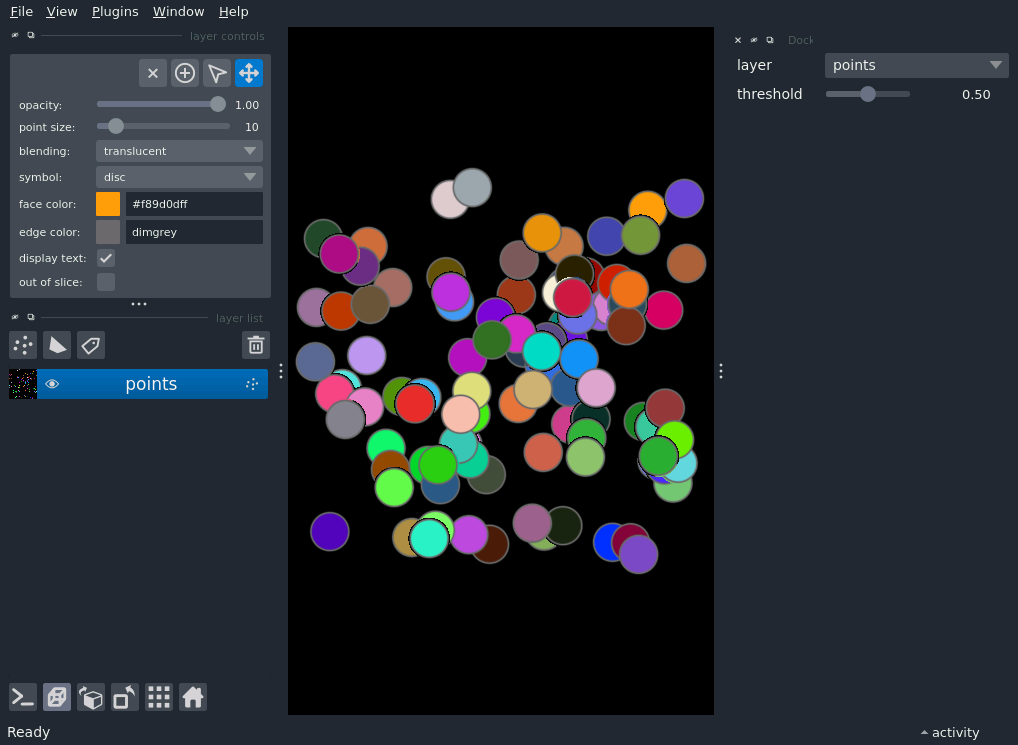 File View Plugins Window Help
layer controls
opacity: 1.00
point size: 10
blending: translucent
symbol: disc
face color: #f89d0dff
edge color: dimgrey
display text:
out of slice:
layer list
points
Dock
layer points
threshold 0.50
Ready
activity